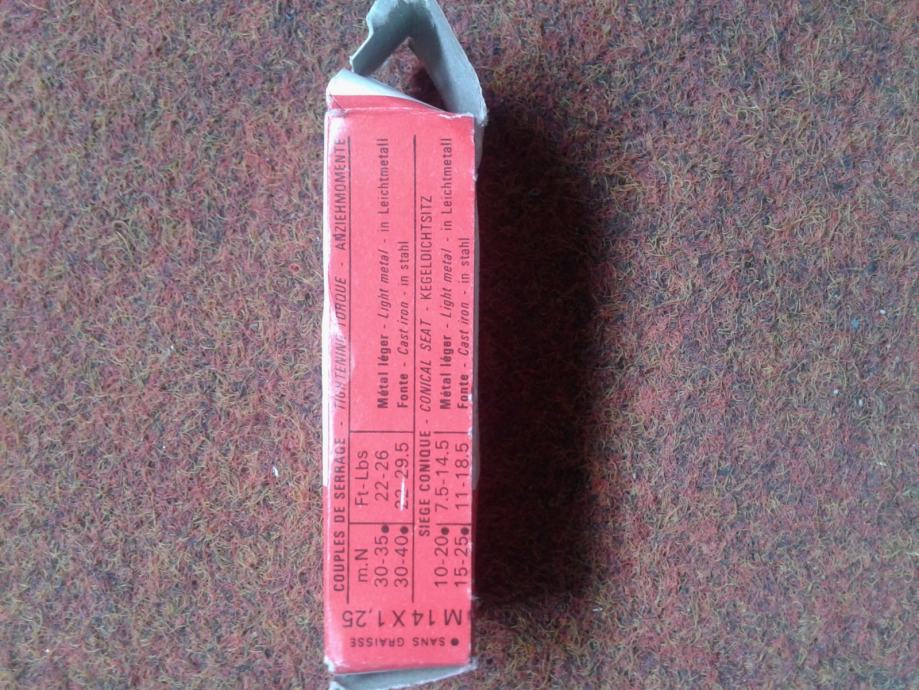 COUPLES DE SERRAGE - TIGHTENING TORQUE - ANZIEHMOMENTE
m.N Ft-Lbs
30-35• 22-26 Métal léger - Light metal - in Leichtmetall
30-40• 22-29.5 Fonte - Cast iron - in stahl
SIEGE CONIQUE - CONICAL SEAT - KEGELDICHTSITZ
10-20• 7.5-14.5 Métal léger - Light metal - in Leichtmetall
15-25• 11-18.5 Fonte - Cast iron - in stahl
M 14 X 1,25
• SANS GRAISSE